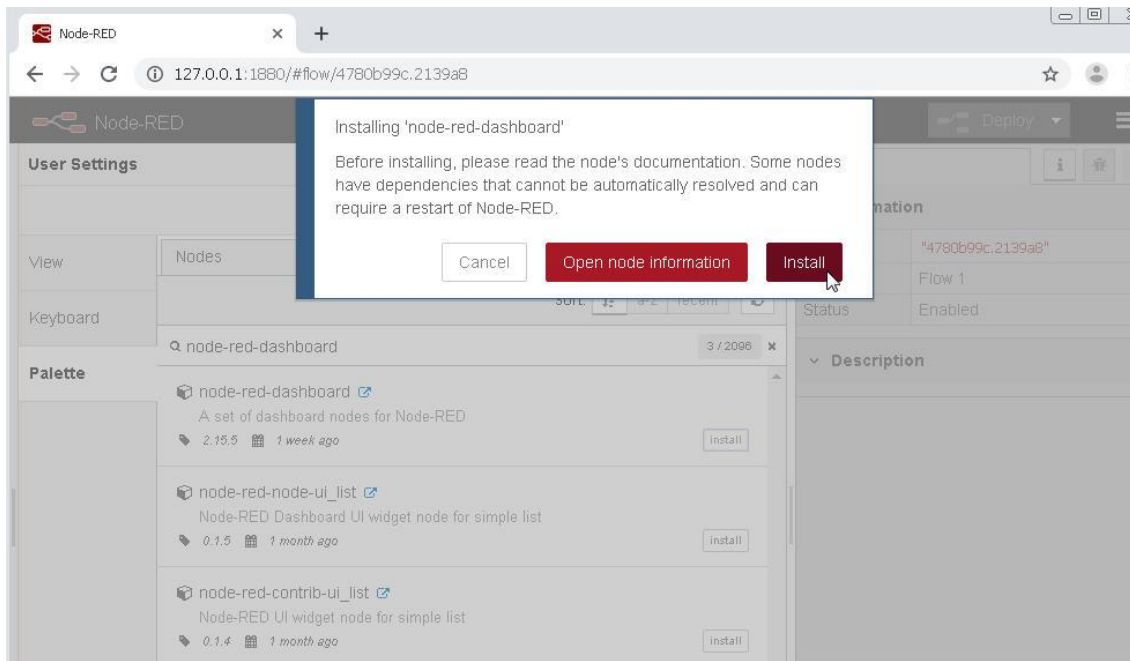 Node-RED
127.0.0.1:1880/#flow/4780b99c.2139a8
Node-RED
Deploy
Installing 'node-red-dashboard'
Before installing, please read the node's documentation. Some nodes
have dependencies that cannot be automatically resolved and can
require a restart of Node-RED.
Cancel
Open node information
Install
User Settings
View
Keyboard
Palette
Nodes
sort:
a-z
recent
node-red-dashboard
3 / 2096
node-red-dashboard
A set of dashboard nodes for Node-RED
2.15.5 1 week ago
install
node-red-node-ui_list
Node-RED Dashboard UI widget node for simple list
0.1.5 1 month ago
install
node-red-contrib-ui_list
Node-RED UI widget node for simple list
0.1.4 1 month ago
install
"4780b99c.2139a8"
Flow 1
Status
Enabled
Description